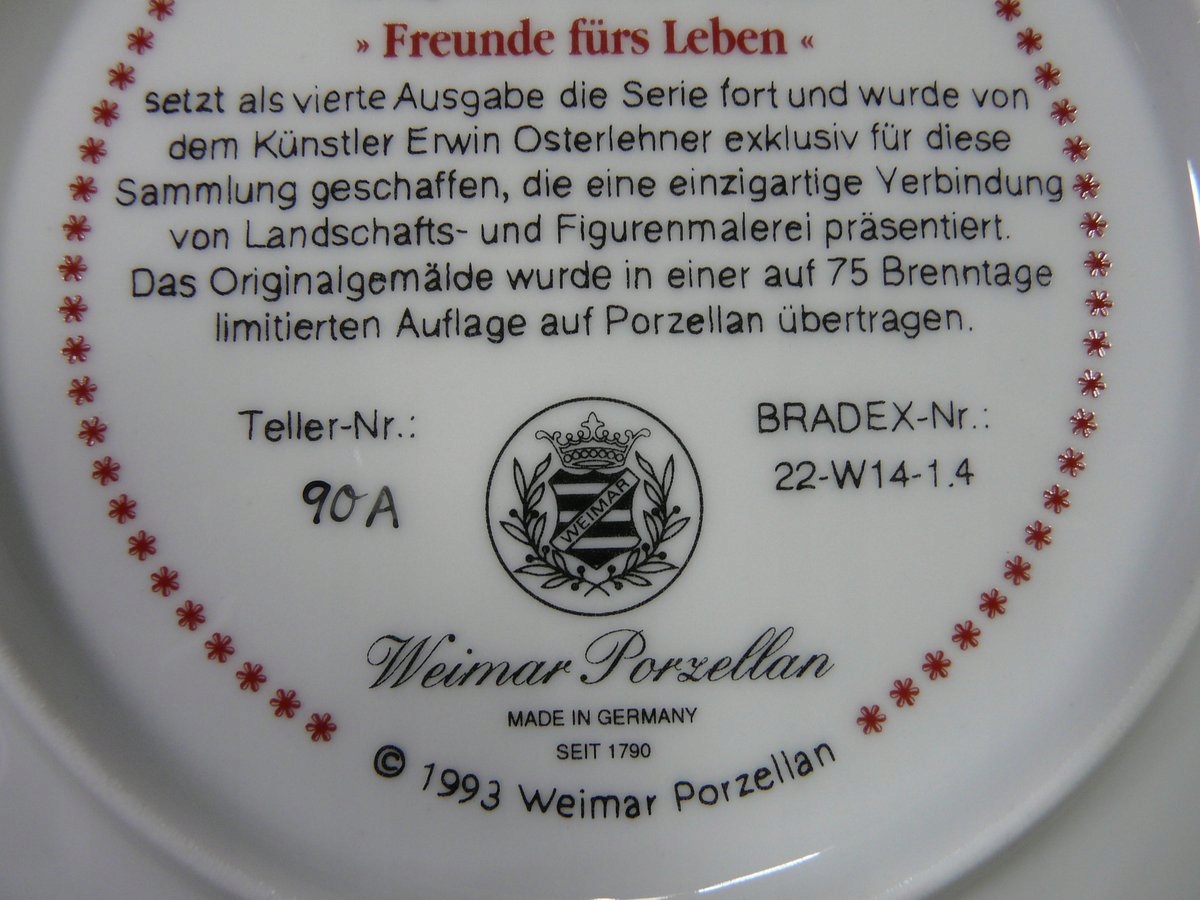 » Freunde fürs Leben «
setzt als vierte Ausgabe die Serie fort und wurde von
dem Künstler Erwin Osterlehner exklusiv für diese
Sammlung geschaffen, die eine einzigartige Verbindung
von Landschafts- und Figurenmalerei präsentiert.
Das Originalgemälde wurde in einer auf 75 Brenntage
limitierten Auflage auf Porzellan übertragen.
Teller-Nr.:
90A
BRADEX-Nr.:
22-W14-1.4
WEIMAR
Weimar Porzellan
MADE IN GERMANY
SEIT 1790
© 1993 Weimar Porzellan